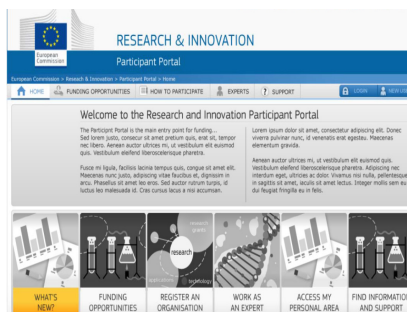 RESEARCH & INNOVATION
European
Commission
Participant Portal
European Commission > Research & Innovation > Participant Portal > Home
HOME FUNDING OPPORTUNITIES HOW TO PARTICIPATE EXPERTS ? SUPPORT LOGIN NEW USE
Welcome to the Research and Innovation Participant Portal
The Participant Portal is the main entry point for funding...
Sed lorem justo, consecur sit amet pretium quis, erat sit, tempor
nec libero. Aenean auctor ultrices mi, ut vestibulum elit euismod
quis. Vestibulum eleifend liberoscelerisque pharetra.
Fusce mi ligula, facilisis lacinia tempus quis, congue sit amet elit.
Maecenas nunc justo, adipiscing vitae faucibus et, dignissim in
arcu. Phasellus sit amet leo eros. Sed auctor rutrum turpis, id
luctus leo malesuada id. Cras cursus lacus a nisi accumsan.
Lorem ipsum dolor sit amet, consectetur adipiscing elit. Donec
viverra pulvinar nunc, id venenatis erat egestas. Maecenas
elementum gravida.
Aenean auctor ultrices mi, ut vestibulum elit euismod quis.
Vestibulum eleifend liberoscelerisque pharetra. Adipiscing nec
interdum eget, ultricies ac dolor. Vivamus nisi nulla, pellentesque
in sagittis sit amet, iaculis sit amet lectus. Integer mollis sem eu
dui feugiat fringilla eu in felis.
research
grants
research
applications
technology
WHAT'S
NEW?
FUNDING
OPPORTUNITIES
REGISTER AN
ORGANISATION
WORK AS
AN EXPERT
ACCESS MY
PERSONAL AREA
FIND INFORMATION
AND SUPPORT